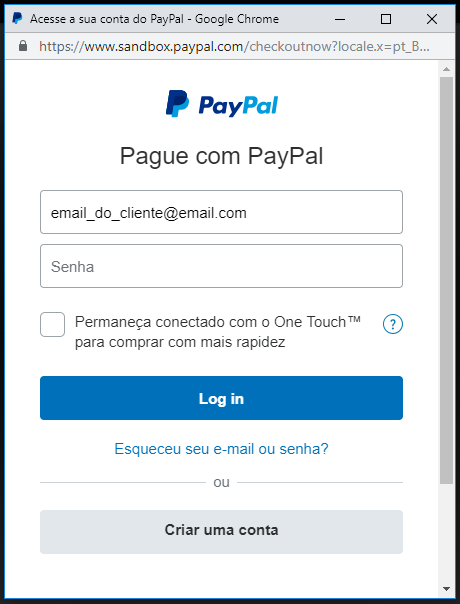 Acesse a sua conta do PayPal - Google Chrome
https://www.sandbox.paypal.com/checkoutnow?locale.x=pt_B...
PayPal
Pague com PayPal
email_do_cliente@email.com
Senha
Permaneça conectado com o One Touch™
para comprar com mais rapidez
?
Log in
Esqueceu seu e-mail ou senha?
ou
Criar uma conta